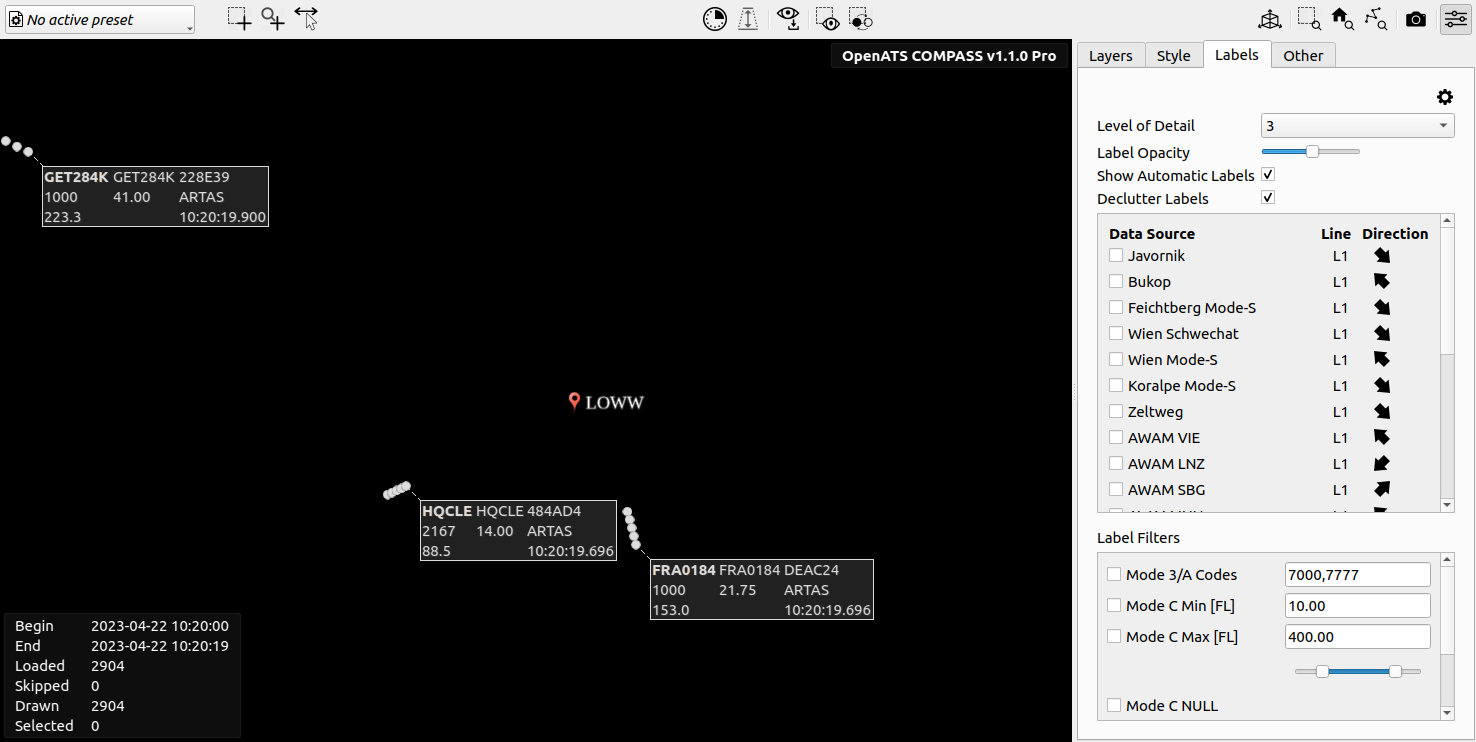 No active preset
OpenATS COMPASS v1.1.0 Pro
GET284K GET284K 228E39
1000 41.00 ARTAS
223.3 10:20:19.900
LOWW
HQCLE HQCLE 484AD4
2167 14.00 ARTAS
88.5 10:20:19.696
FRA0184 FRA0184 DEAC24
1000 21.75 ARTAS
153.0 10:20:19.696
Begin 2023-04-22 10:20:00
End 2023-04-22 10:20:19
Loaded 2904
Skipped 0
Drawn 2904
Selected 0
Layers Style Labels Other
Level of Detail 3
Label Opacity
Show Automatic Labels
Declutter Labels
Data Source Line Direction
Javornik L1
Bukop L1
Feichtberg Mode-S L1
Wien Schwechat L1
Wien Mode-S L1
Koralpe Mode-S L1
Zeltweg L1
AWAM VIE L1
AWAM LNZ L1
AWAM SBG L1
Label Filters
Mode 3/A Codes 7000,7777
Mode C Min [FL] 10.00
Mode C Max [FL] 400.00
Mode C NULL